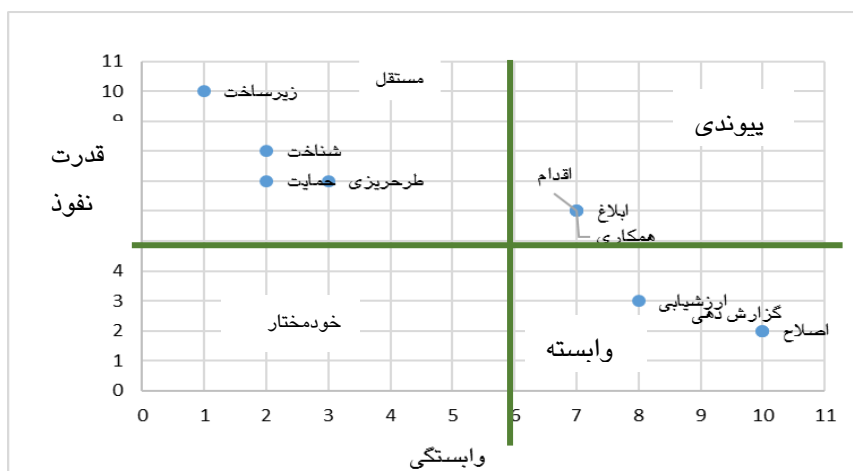 11
10
9
4
3
2
1
0
قدرت
نفوذ
مستقل
پیوندی
زیرساخت
شناخت
حمایت
طرحریزی
اقدام
ابلاغ
همکاری
خودمختار
وابسته
ارزشیابی
گزارش دهی
اصلاح
0 1 2 3 4 5 6 7 8 9 10 11
وابستگی